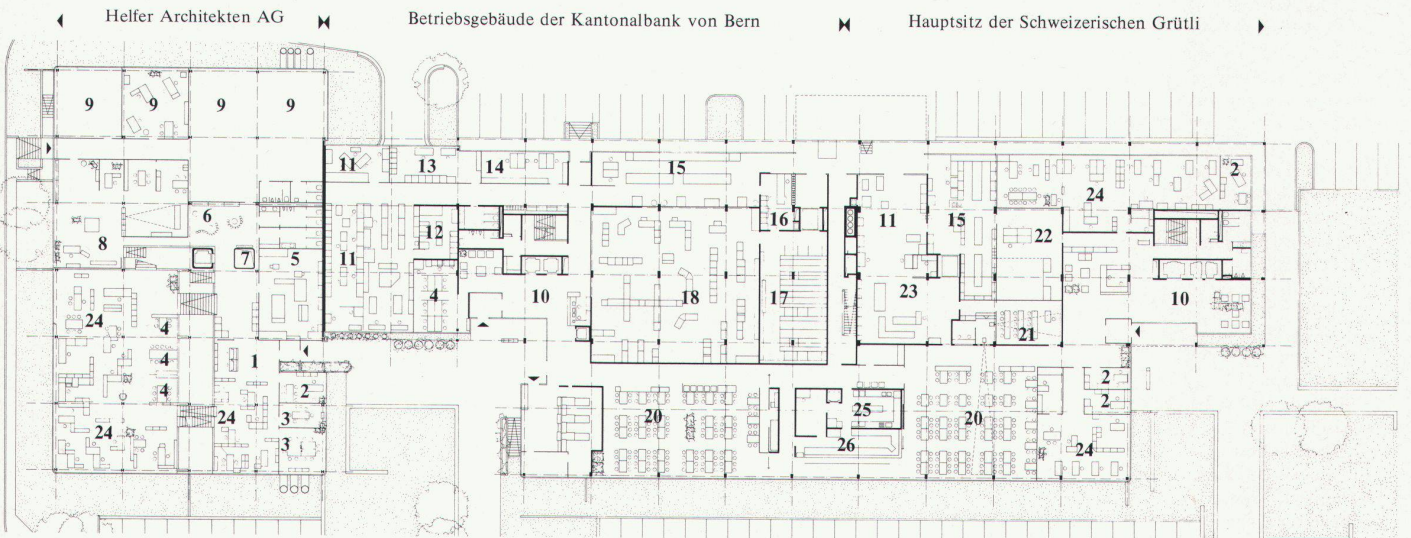 Helfer Architekten AG Betriebsgebäude der Kantonalbank von Bern Hauptsitz der Schweizerischen Grütli
9 9 9 9
11 13 14 15 2
24
6 16 11 15 22
8 7 5 12
11 4 10 18 17 23 10
24 4 21
1 4
4 2 2
2
24 24 3 20 25 20
3 26 24